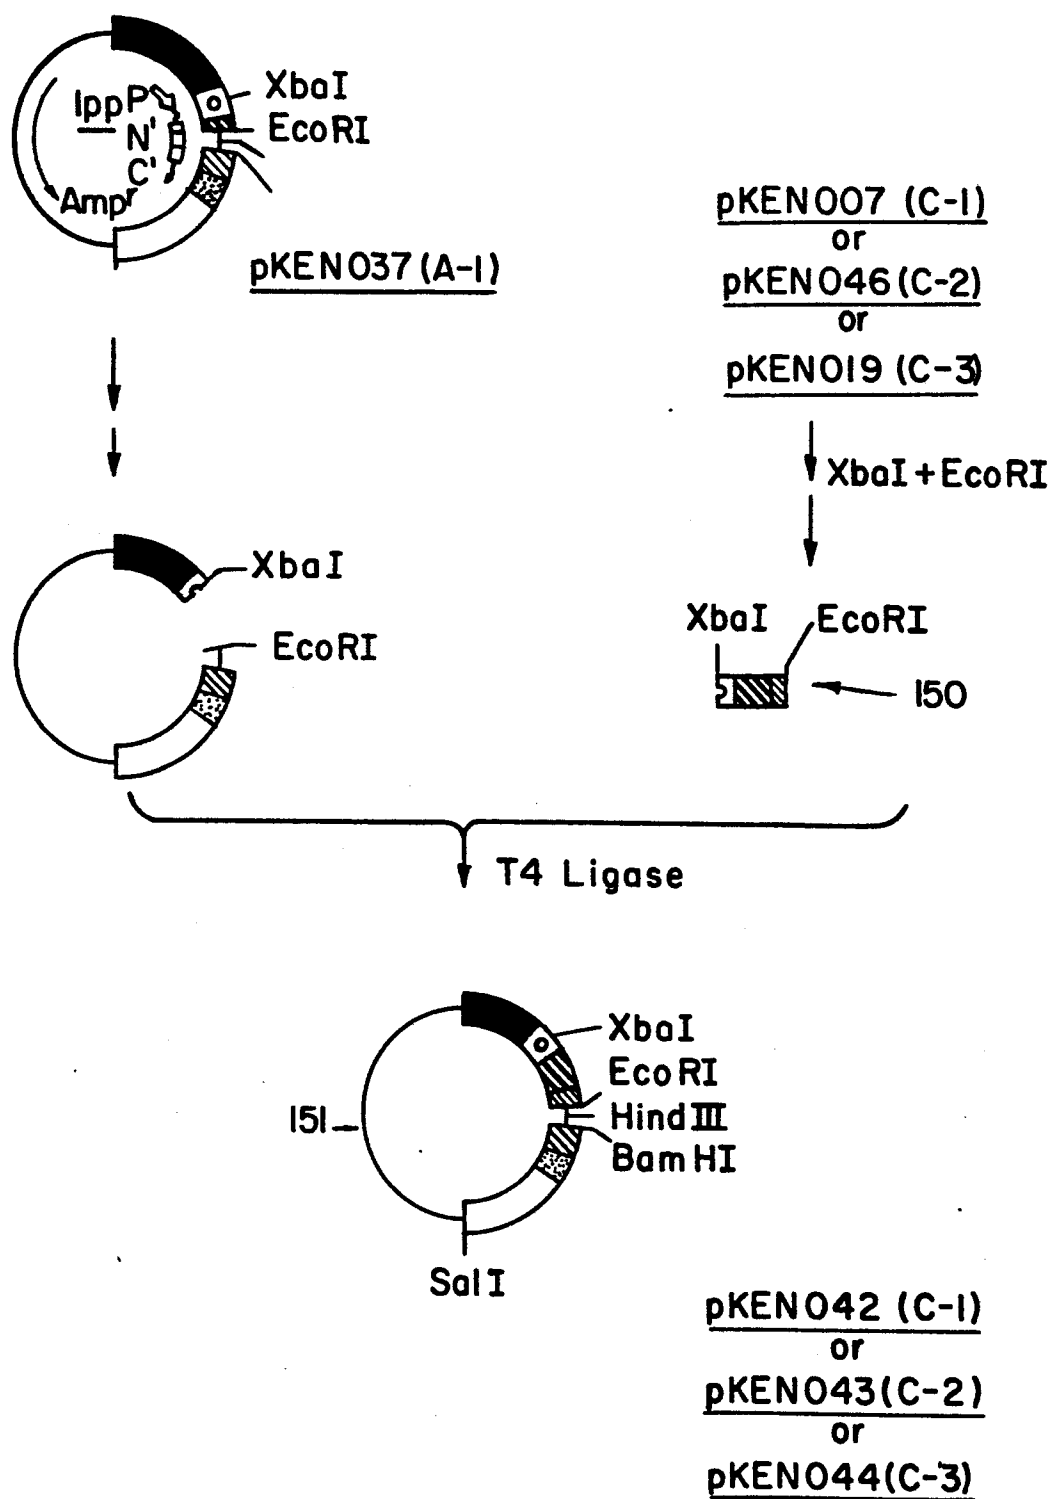 XbaI
EcoRI
lpp P
N'
C'
Ampr
pKEN037 (A-1)
pKEN007 (C-1)
or
pKEN046 (C-2)
or
pKEN019 (C-3)
XbaI + EcoRI
XbaI
EcoRI
XbaI
EcoRI
150
T4 Ligase
XbaI
EcoRI
HindIII
BamHI
151
SalI
pKEN042 (C-1)
or
pKEN043 (C-2)
or
pKEN044 (C-3)